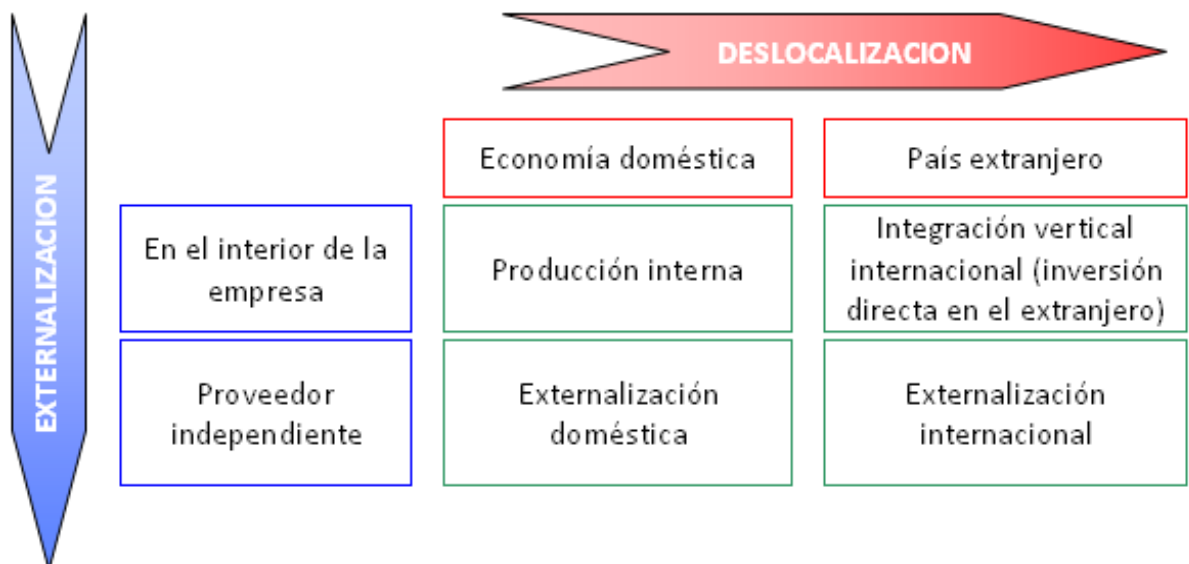 DESLOCALIZACION
EXTERNALIZACION
Economía doméstica
País extranjero
En el interior de la
empresa
Producción interna
Integración vertical
internacional (inversión
directa en el extranjero)
Proveedor
independiente
Externalización
doméstica
Externalización
internacional